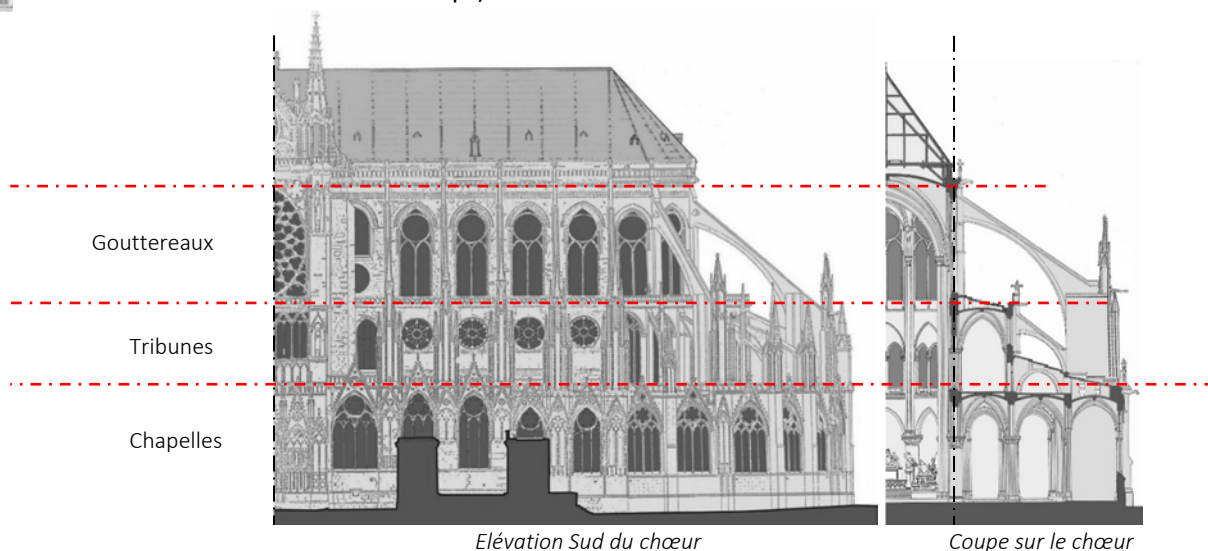 Gouttereaux
Tribunes
Chapelles
Elévation Sud du chœur
Coupe sur le chœur